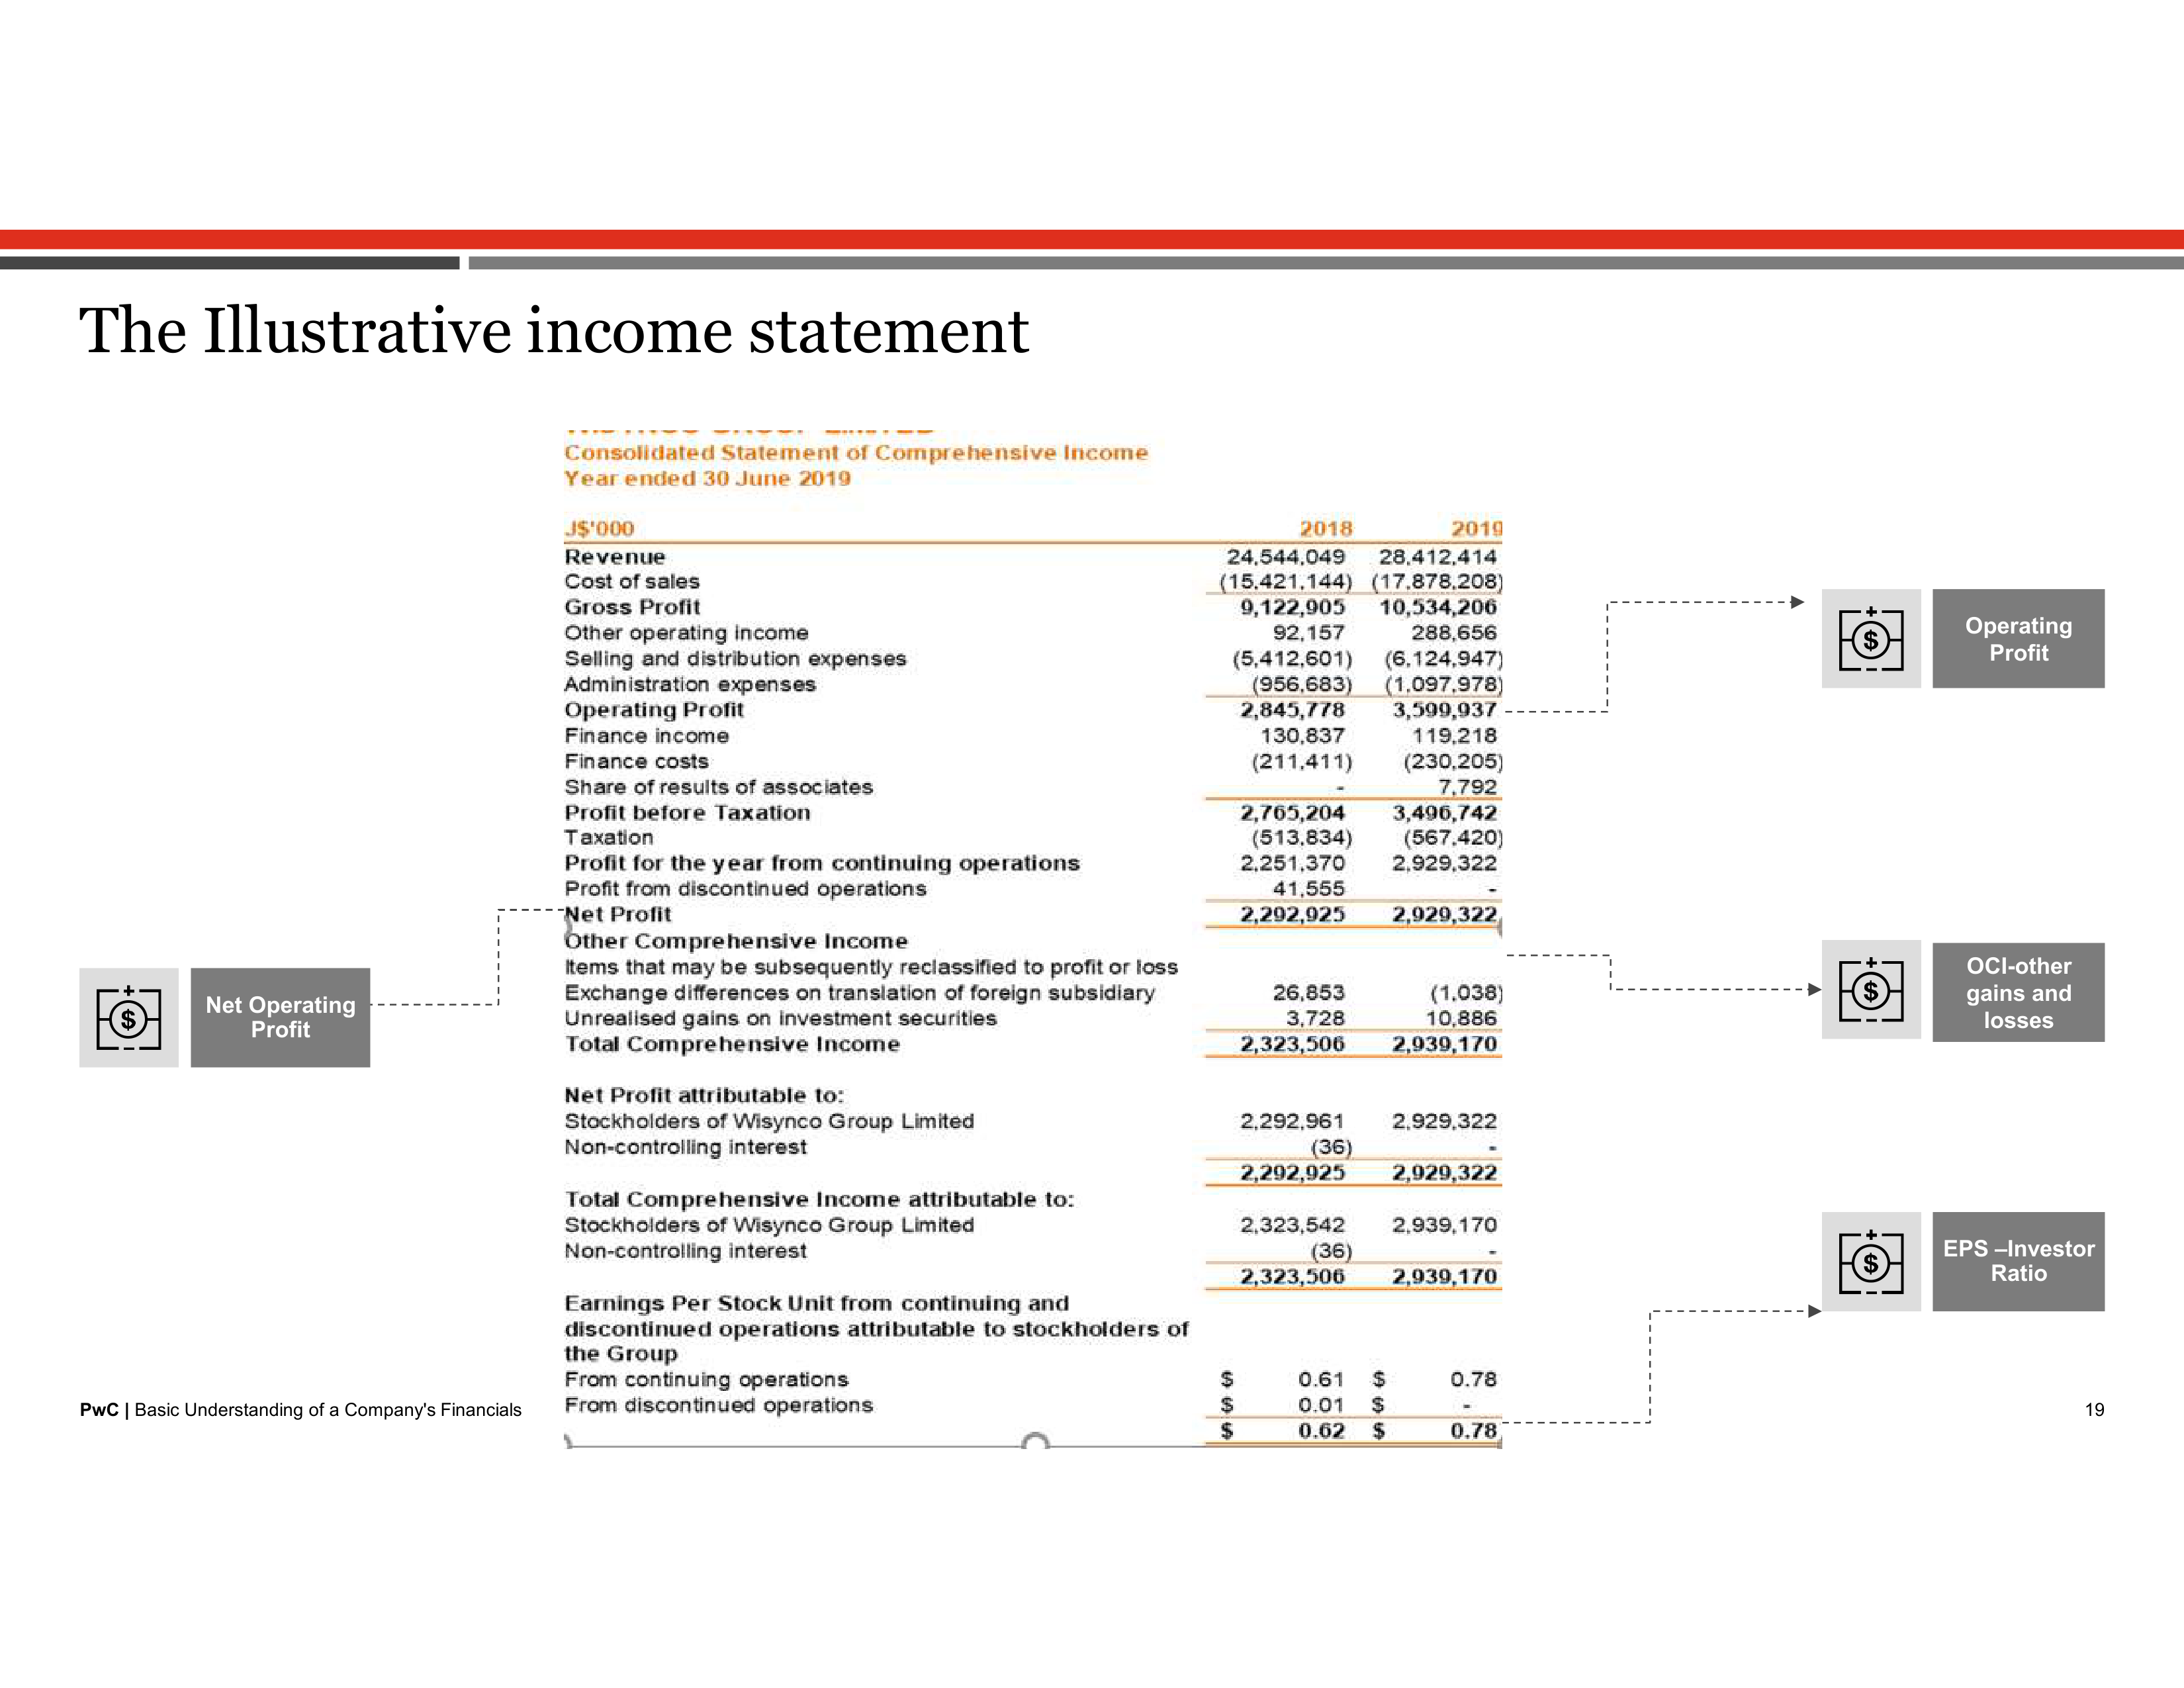 The Illustrative income statement
Consolidated Statement of Comprehensive Income
Year ended 30 June 2019
J$'000 2018 2019
Revenue 24,544,049 28,412,414
Cost of sales (15,421,144) (17,878,208)
Gross Profit 9,122,905 10,534,206
Other operating income 92,157 288,656
Selling and distribution expenses (5,412,601) (6,124,947)
Administration expenses (956,683) (1,097,978)
Operating Profit 2,845,778 3,599,937
Finance income 130,837 119,218
Finance costs (211,411) (230,205)
Share of results of associates - 7,792
Profit before Taxation 2,765,204 3,496,742
Taxation (513,834) (567,420)
Profit for the year from continuing operations 2,251,370 2,929,322
Profit from discontinued operations 41,555 -
Net Profit 2,292,925 2,929,322
Other Comprehensive Income
Items that may be subsequently reclassified to profit or loss
Exchange differences on translation of foreign subsidiary 26,853 (1,038)
Unrealised gains on investment securities 3,728 10,886
Total Comprehensive Income 2,323,506 2,939,170
Net Profit attributable to:
Stockholders of Wisynco Group Limited 2,292,961 2,929,322
Non-controlling interest (36) -
2,292,925 2,929,322
Total Comprehensive Income attributable to:
Stockholders of Wisynco Group Limited 2,323,542 2,939,170
Non-controlling interest (36) -
2,323,506 2,939,170
Earnings Per Stock Unit from continuing and
discontinued operations attributable to stockholders of
the Group
From continuing operations $ 0.61 $ 0.78
From discontinued operations $ 0.01 $ -
$ 0.62 $ 0.78
Net Operating
Profit
Operating
Profit
OCI-other
gains and
losses
EPS –Investor
Ratio
PwC | Basic Understanding of a Company's Financials
19